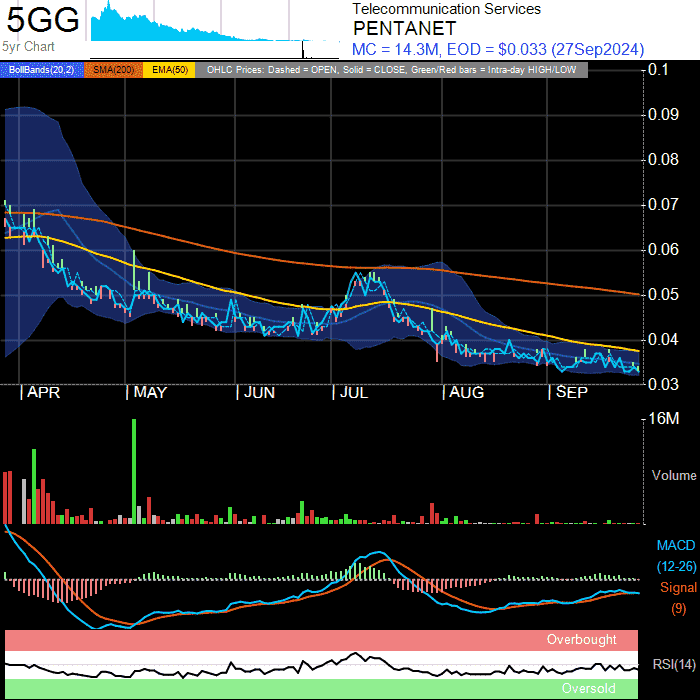 5GG
5yr Chart
Telecommunication Services
PENTANET
MC = 14.3M, EOD = $0.033 (27Sep2024)
BollBands(20,2) SMA(200) EMA(50) OHLC Prices: Dashed = OPEN, Solid = CLOSE, Green/Red bars = Intra-day HIGH/LOW
0.1
0.09
0.08
0.07
0.06
0.05
0.04
0.03
APR MAY JUN JUL AUG SEP
16M
Volume
MACD
(12-26)
Signal
(9)
Overbought
RSI(14)
Oversold